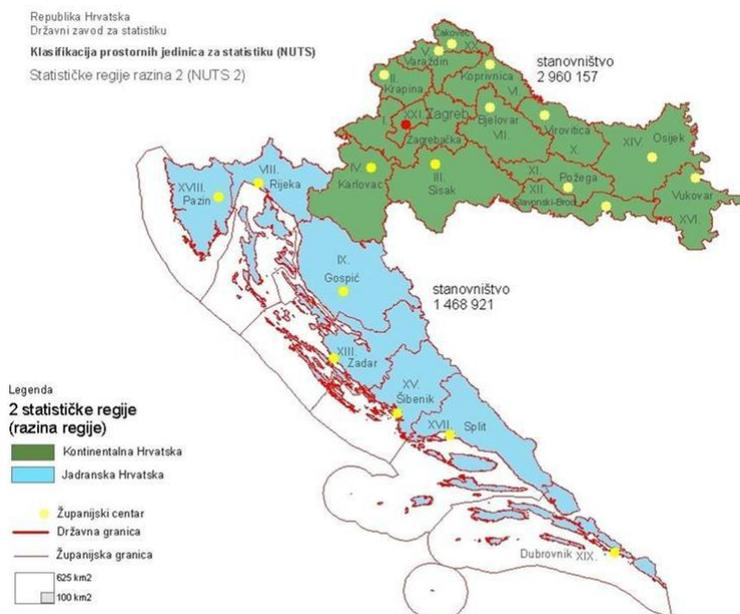 Republika Hrvatska
Državni zavod za statistiku
Klasifikacija prostornih jedinica za statistiku (NUTS)
Statističke regije razina 2 (NUTS 2)
stanovništvo
2 960 157
Čakovec
XX.
V.
Varaždin
Koprivnica
II.
Krapina
VI.
I.
XXI. Zagreb
Zagrebačka
Bjelovar
VII.
Virovitica
X.
XIV.
Osijek
IV.
Karlovac
III.
Sisak
XI.
Požega
XII
Slavonski-Brod
Vukovar
XVI.
VIII.
Rijeka
XVIII.
Pazin
IX.
Gospić
stanovništvo
1 468 921
XIII.
Zadar
XV.
Šibenik
XVII.
Split
Dubrovnik XIX.
Legenda
2 statističke regije
(razina regije)
Kontinentalna Hrvatska
Jadranska Hrvatska
Županijski centar
Državna granica
Županijska granica
625 km2
100 km2